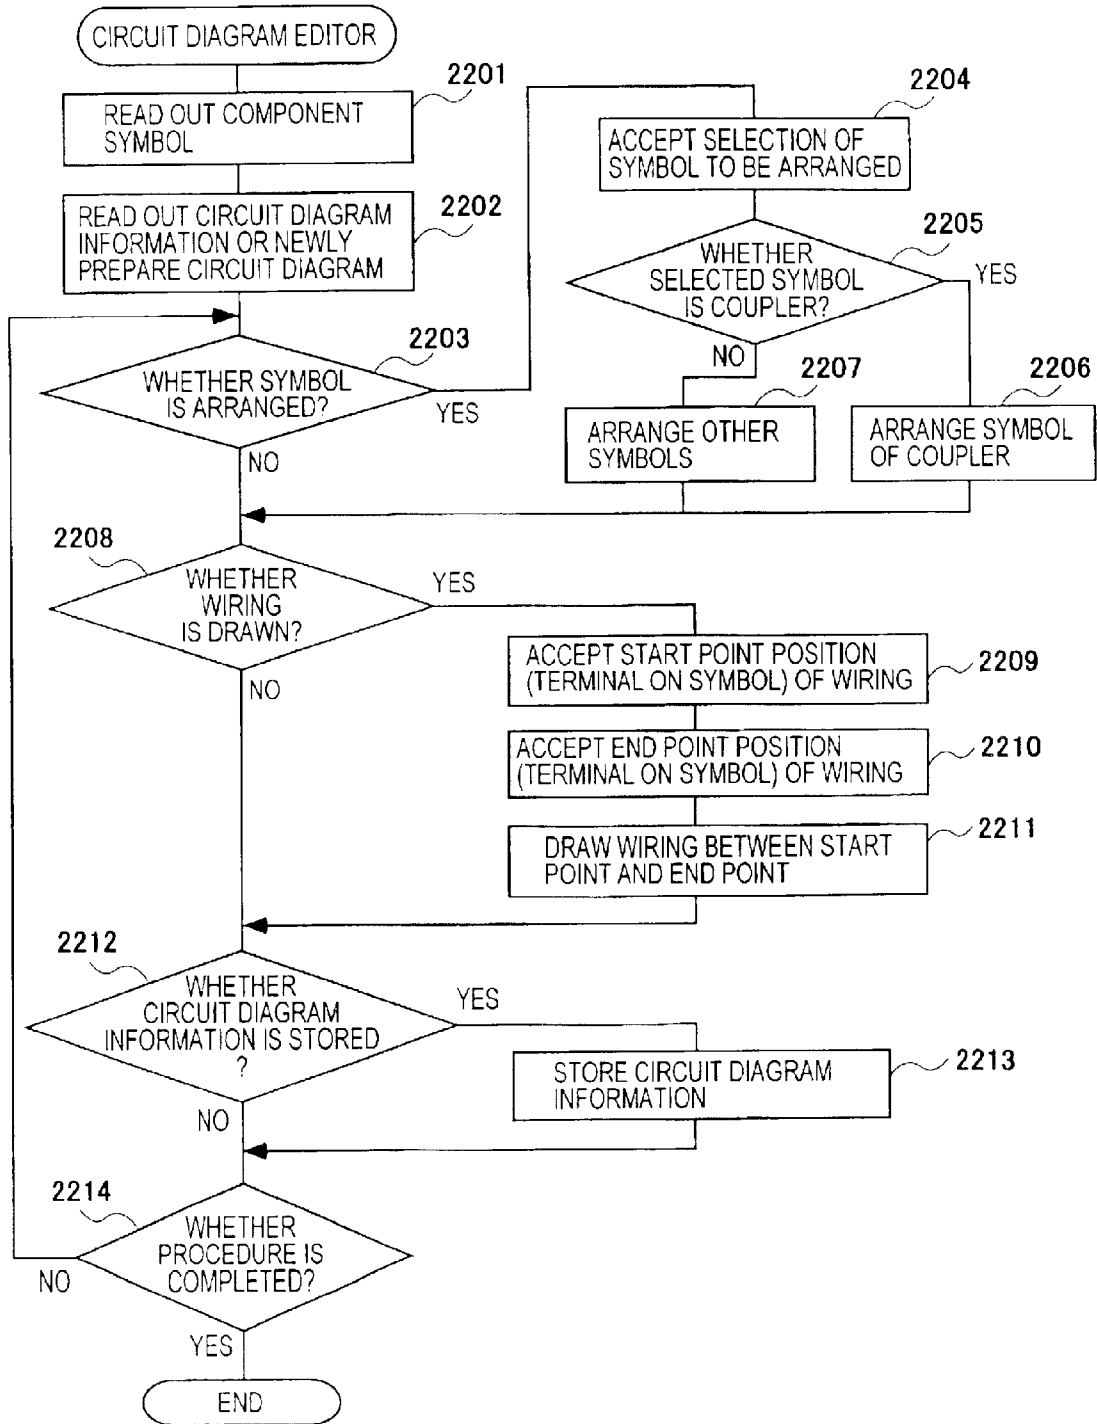 CIRCUIT DIAGRAM EDITOR
2201
READ OUT COMPONENT
SYMBOL
2202
READ OUT CIRCUIT DIAGRAM
INFORMATION OR NEWLY
PREPARE CIRCUIT DIAGRAM
2203
WHETHER SYMBOL
IS ARRANGED?
YES
NO
2204
ACCEPT SELECTION OF
SYMBOL TO BE ARRANGED
2205
WHETHER
SELECTED SYMBOL
IS COUPLER?
YES
NO
2207
ARRANGE OTHER
SYMBOLS
2206
ARRANGE SYMBOL
OF COUPLER
2208
WHETHER
WIRING
IS DRAWN?
YES
NO
ACCEPT START POINT POSITION
(TERMINAL ON SYMBOL) OF WIRING
2209
ACCEPT END POINT POSITION
(TERMINAL ON SYMBOL) OF WIRING
2210
DRAW WIRING BETWEEN START
POINT AND END POINT
2211
2212
WHETHER
CIRCUIT DIAGRAM
INFORMATION IS STORED
?
YES
NO
STORE CIRCUIT DIAGRAM
INFORMATION
2213
2214
WHETHER
PROCEDURE IS
COMPLETED?
NO
YES
END